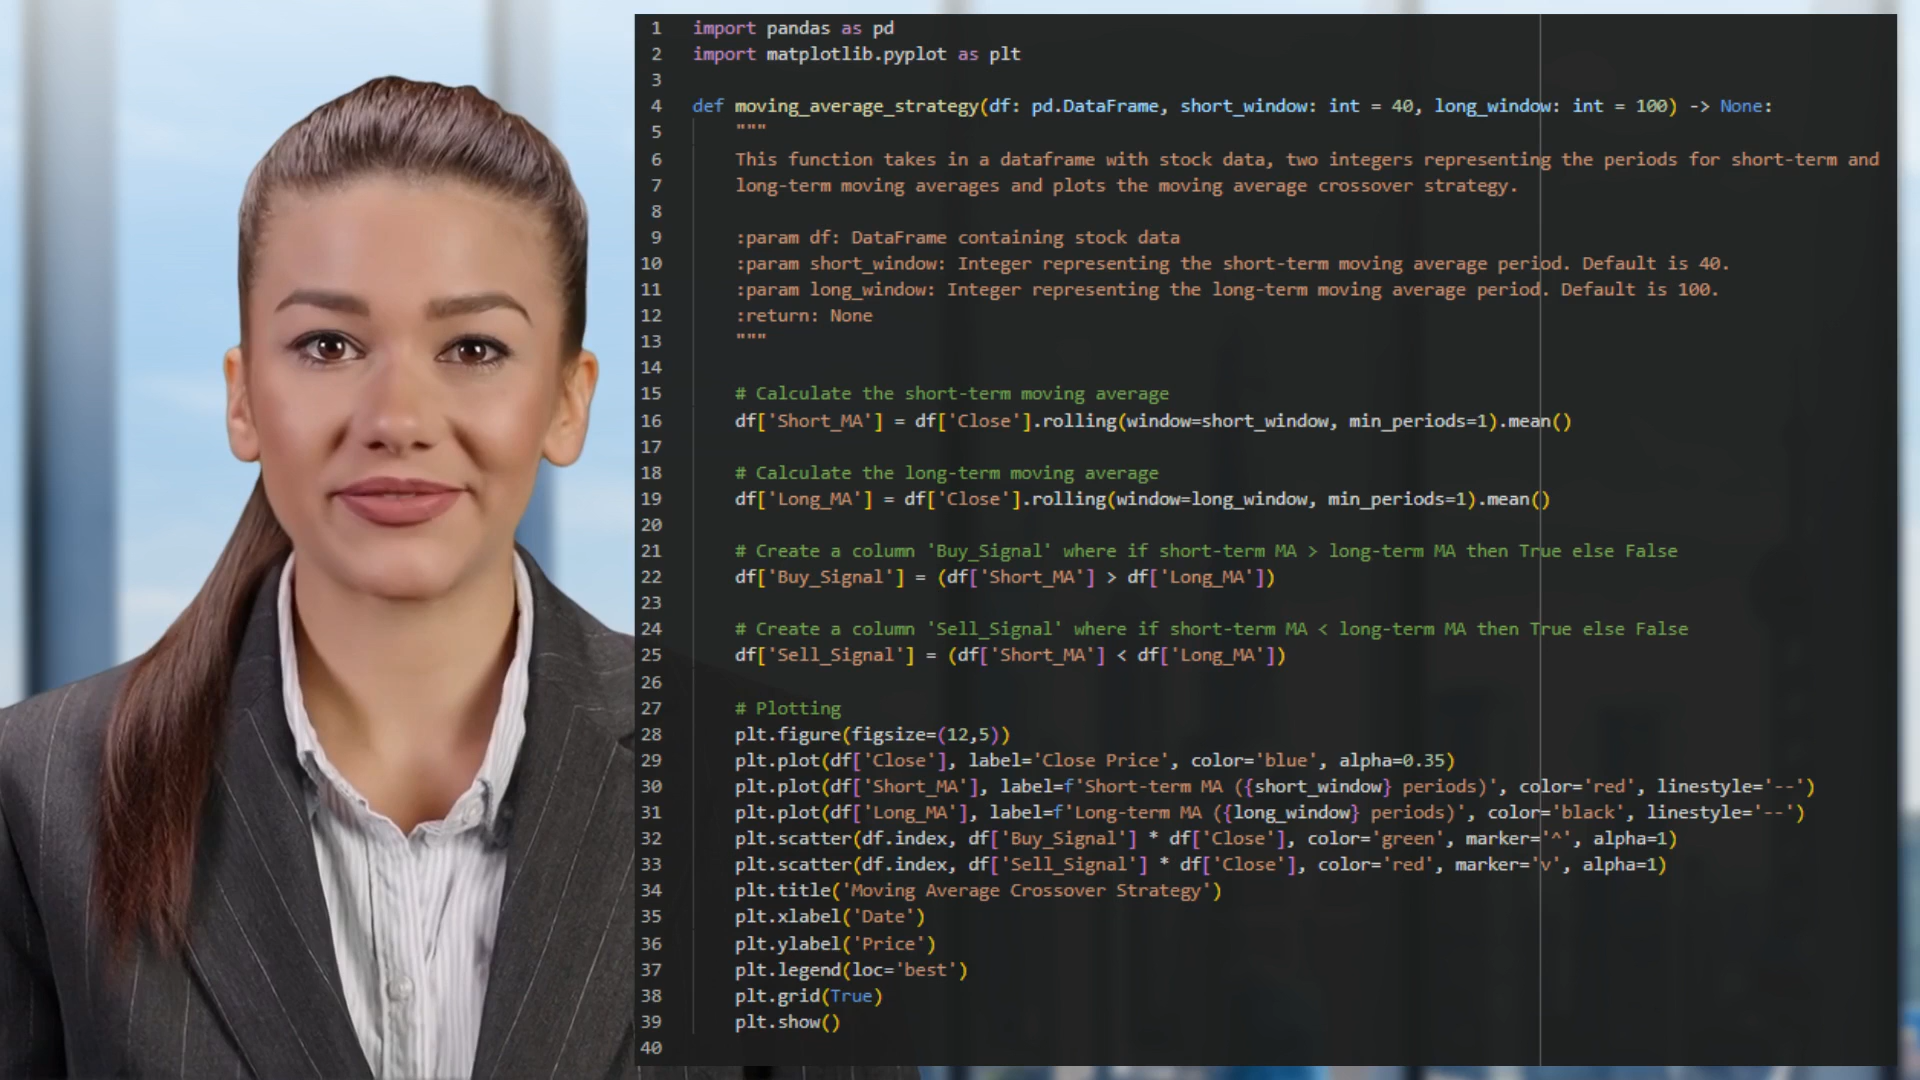 1 import pandas as pd
2 import matplotlib.pyplot as plt
3
4 def moving_average_strategy(df: pd.DataFrame, short_window: int = 40, long_window: int = 100) -> None:
5     """
6     This function takes in a dataframe with stock data, two integers representing the periods for short-term and
7     long-term moving averages and plots the moving average crossover strategy.
8
9     :param df: DataFrame containing stock data
10     :param short_window: Integer representing the short-term moving average period. Default is 40.
11     :param long_window: Integer representing the long-term moving average period. Default is 100.
12     :return: None
13     """
14
15     # Calculate the short-term moving average
16     df['Short_MA'] = df['Close'].rolling(window=short_window, min_periods=1).mean()
17
18     # Calculate the long-term moving average
19     df['Long_MA'] = df['Close'].rolling(window=long_window, min_periods=1).mean()
20
21     # Create a column 'Buy_Signal' where if short-term MA > long-term MA then True else False
22     df['Buy_Signal'] = (df['Short_MA'] > df['Long_MA'])
23
24     # Create a column 'Sell_Signal' where if short-term MA < long-term MA then True else False
25     df['Sell_Signal'] = (df['Short_MA'] < df['Long_MA'])
26
27     # Plotting
28     plt.figure(figsize=(12,5))
29     plt.plot(df['Close'], label='Close Price', color='blue', alpha=0.35)
30     plt.plot(df['Short_MA'], label=f'Short-term MA ({short_window} periods)', color='red', linestyle='--')
31     plt.plot(df['Long_MA'], label=f'Long-term MA ({long_window} periods)', color='black', linestyle='--')
32     plt.scatter(df.index, df['Buy_Signal'] * df['Close'], color='green', marker='^', alpha=1)
33     plt.scatter(df.index, df['Sell_Signal'] * df['Close'], color='red', marker='v', alpha=1)
34     plt.title('Moving Average Crossover Strategy')
35     plt.xlabel('Date')
36     plt.ylabel('Price')
37     plt.legend(loc='best')
38     plt.grid(True)
39     plt.show()
40